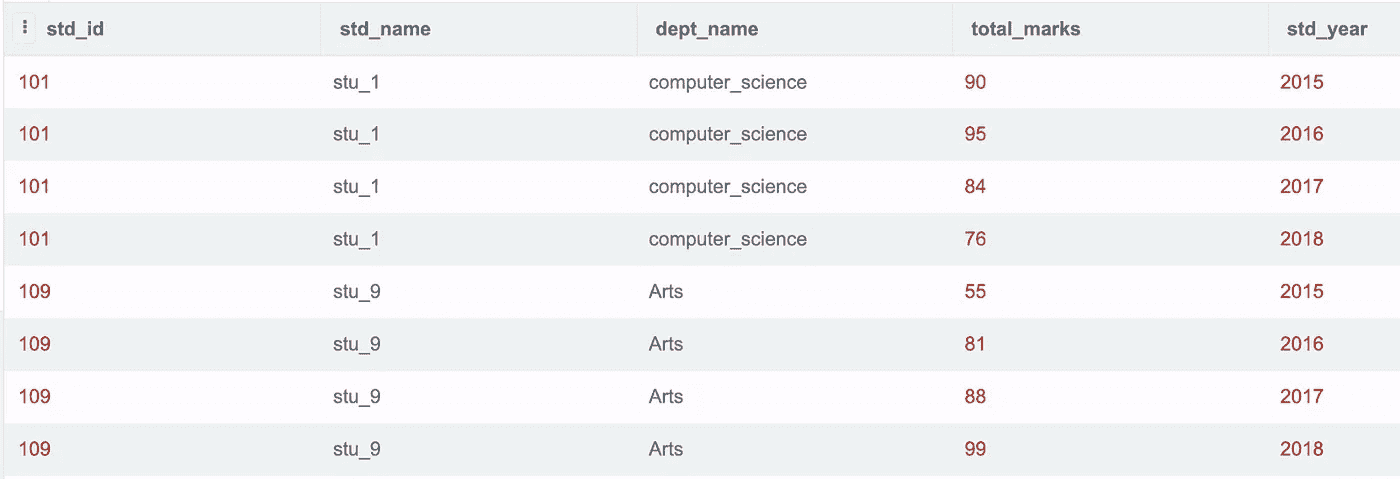 std_id std_name dept_name total_marks std_year
101 stu_1 computer_science 90 2015
101 stu_1 computer_science 95 2016
101 stu_1 computer_science 84 2017
101 stu_1 computer_science 76 2018
109 stu_9 Arts 55 2015
109 stu_9 Arts 81 2016
109 stu_9 Arts 88 2017
109 stu_9 Arts 99 2018